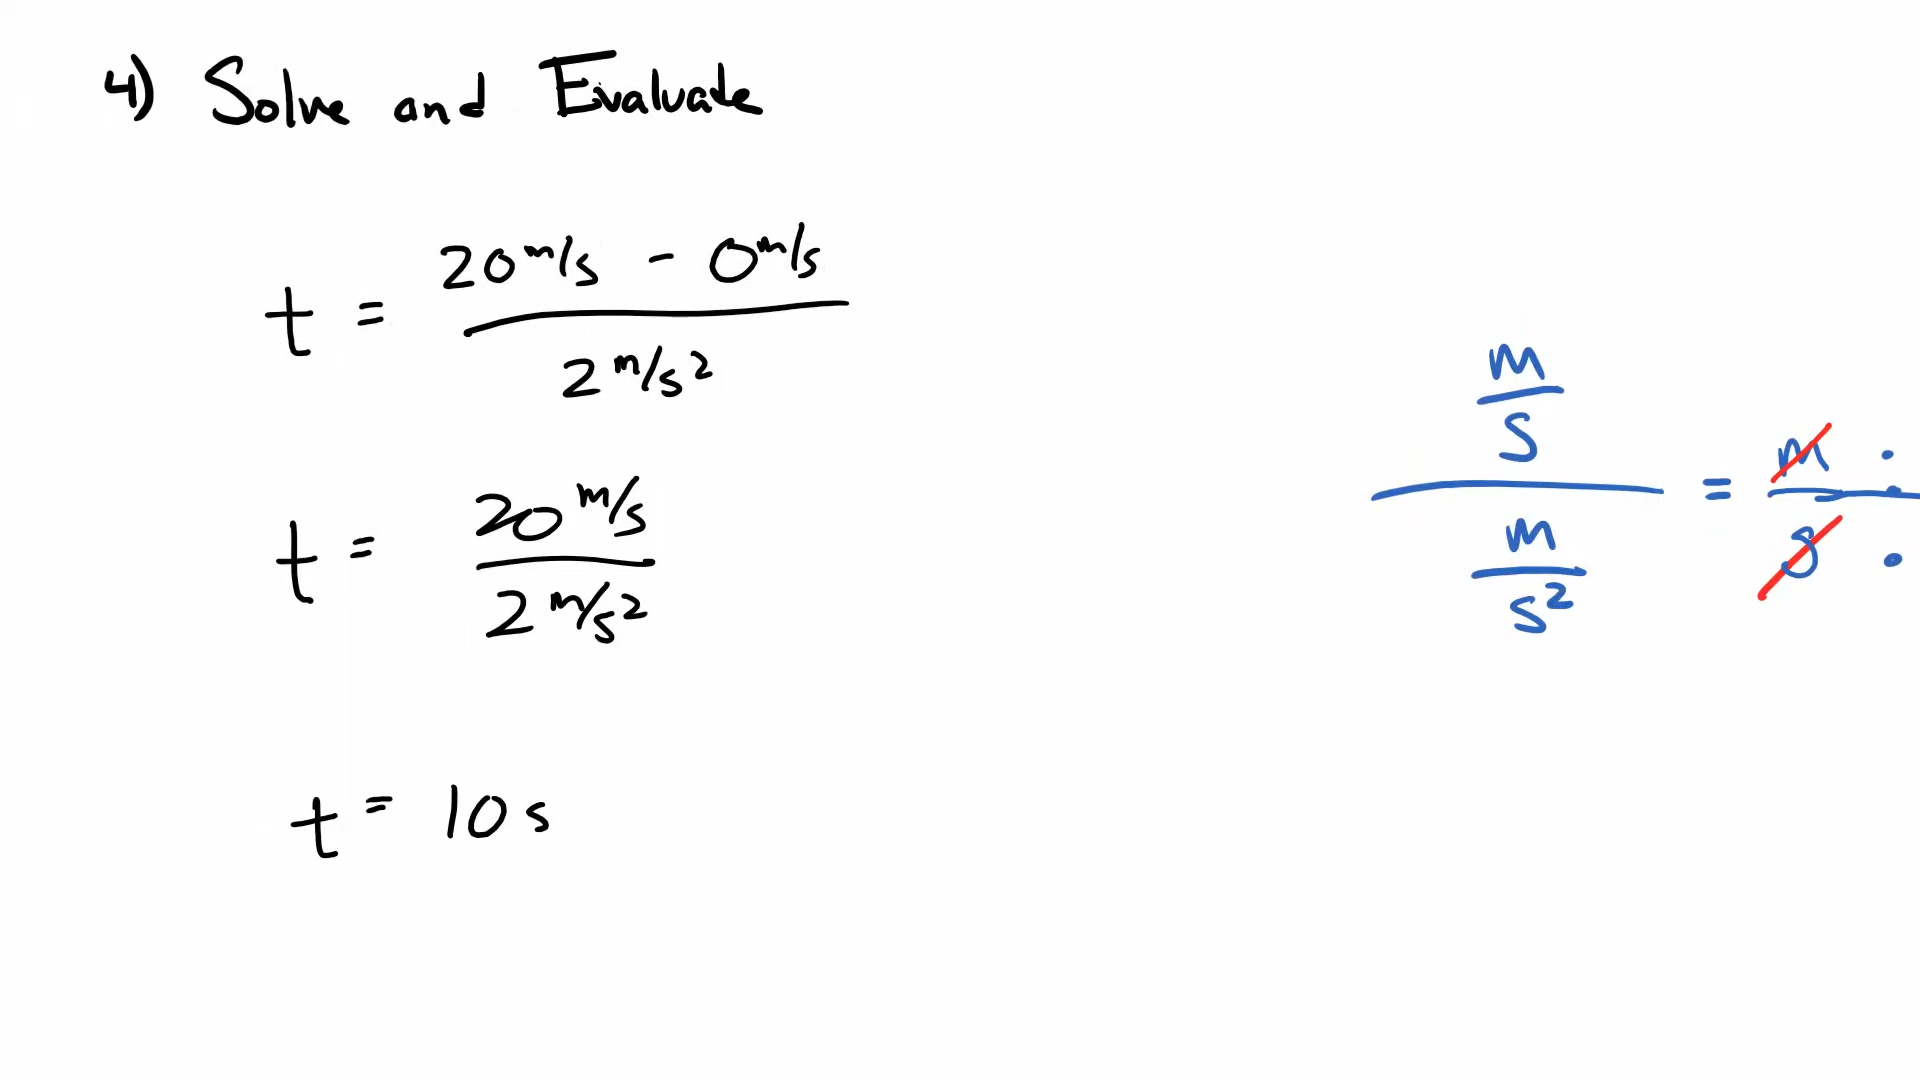 4) Solve and Evaluate
t = (20 m/s - 0 m/s) / (2 m/s²)
t = (20 m/s) / (2 m/s²)
t = 10 s
(m/s) / (m/s²) = m · / s ·